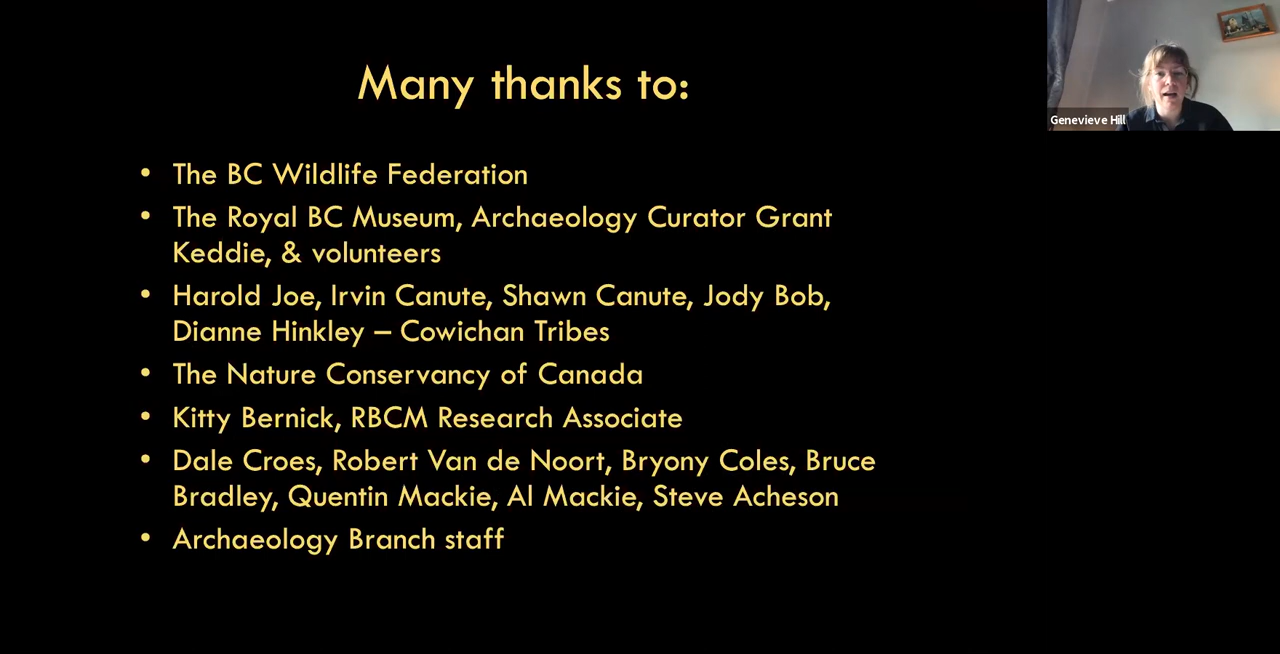 Many thanks to:
Genevieve Hill
• The BC Wildlife Federation
• The Royal BC Museum, Archaeology Curator Grant
Keddie, & volunteers
• Harold Joe, Irvin Canute, Shawn Canute, Jody Bob,
Dianne Hinkley – Cowichan Tribes
• The Nature Conservancy of Canada
• Kitty Bernick, RBCM Research Associate
• Dale Croes, Robert Van de Noort, Bryony Coles, Bruce
Bradley, Quentin Mackie, Al Mackie, Steve Acheson
• Archaeology Branch staff